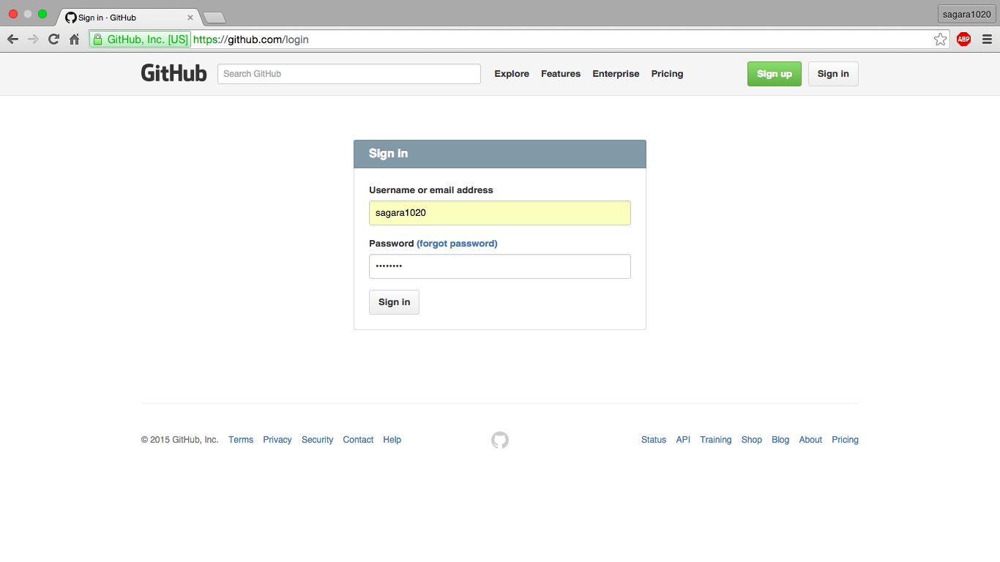 Sign in · GitHub
sagara1020
GitHub, Inc. [US] https://github.com/login
ABP
GitHub Search GitHub Explore Features Enterprise Pricing Sign up Sign in
Sign in
Username or email address
sagara1020
Password (forgot password)
••••••••
Sign in
© 2015 GitHub, Inc. Terms Privacy Security Contact Help Status API Training Shop Blog About Pricing